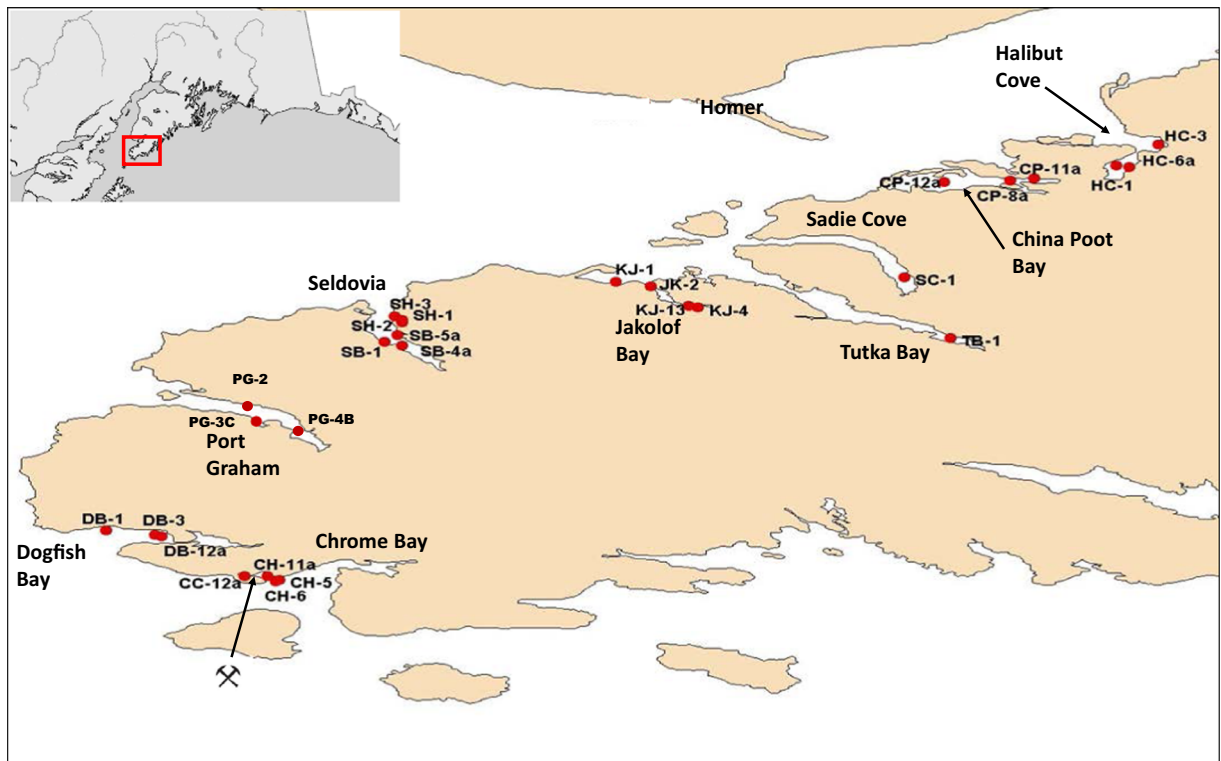 Halibut
Cove
Homer
HC-3
HC-6a
HC-1
CP-11a
CP-12a
CP-8a
Sadie Cove
China Poot
Bay
SC-1
KJ-1
JK-2
KJ-13
KJ-4
Jakolof
Bay
Tutka Bay
TB-1
Seldovia
SH-3
SH-1
SH-2
SB-5a
SB-1
SB-4a
PG-2
PG-3C
PG-4B
Port
Graham
DB-1
DB-3
DB-12a
Dogfish
Bay
Chrome Bay
CH-11a
CC-12a
CH-5
CH-6